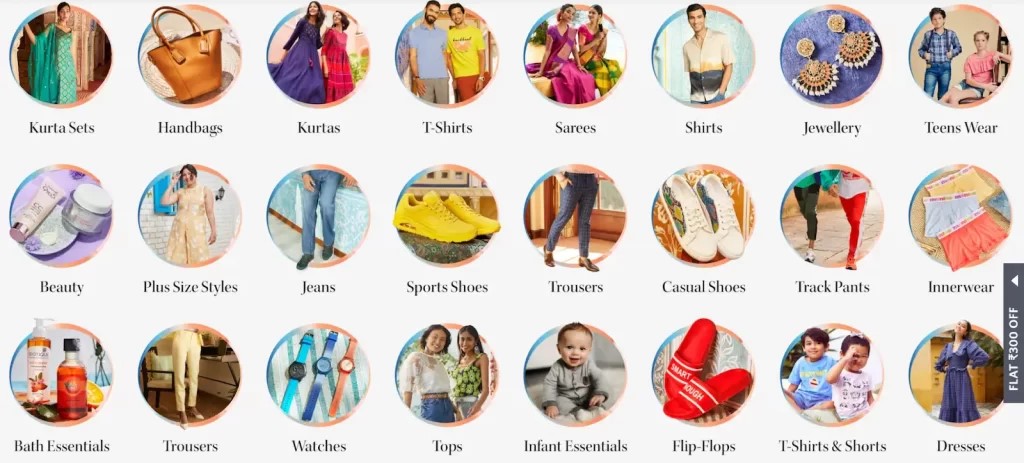 Kurta Sets
Handbags
Kurtas
T-Shirts
Sarees
Shirts
Jewellery
Teens Wear
Beauty
Plus Size Styles
Jeans
Sports Shoes
Trousers
Casual Shoes
Track Pants
Innerwear
FLAT ₹300 OFF
SMART
TOUGH
Bath Essentials
Trousers
Watches
Tops
Infant Essentials
Flip-Flops
T-Shirts & Shorts
Dresses